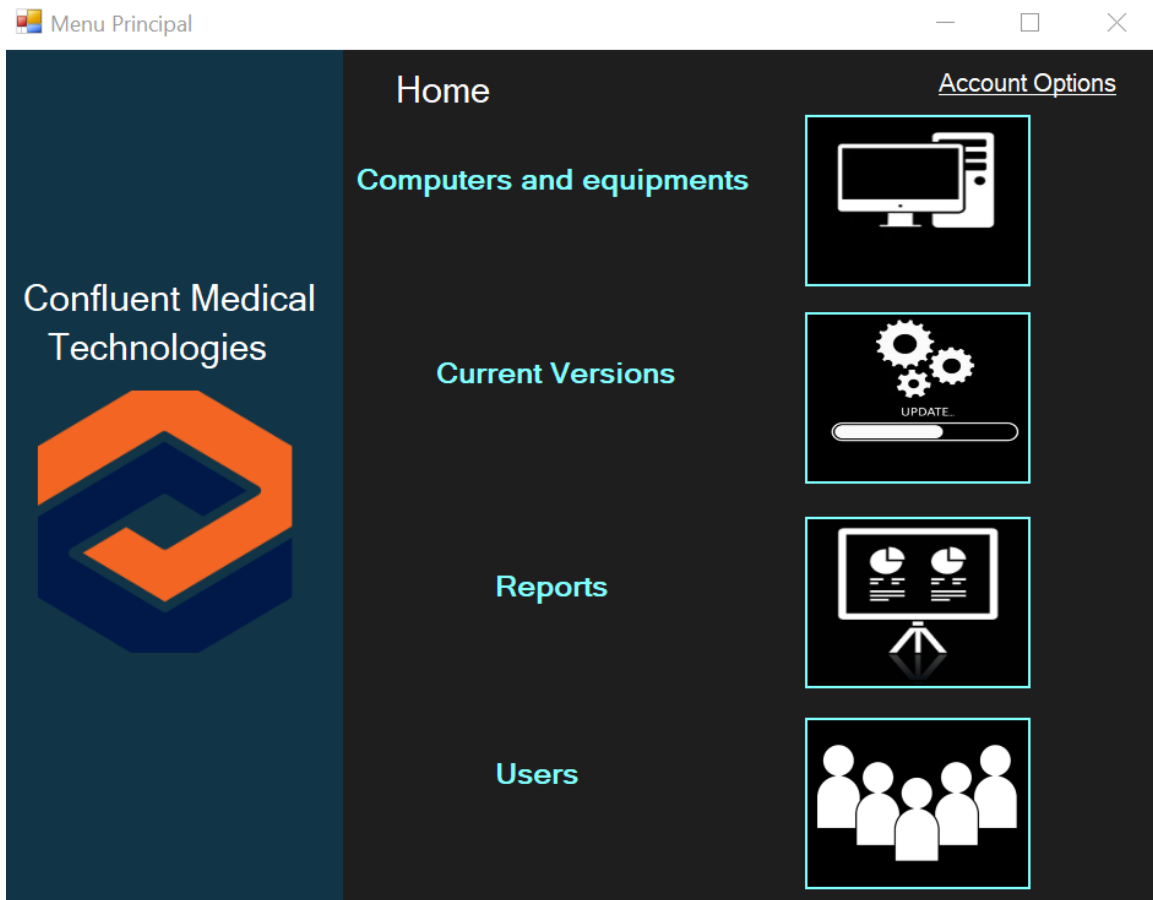 Menu Principal
Home
Account Options
Computers and equipments
Confluent Medical
Technologies
Current Versions
UPDATE..
Reports
Users